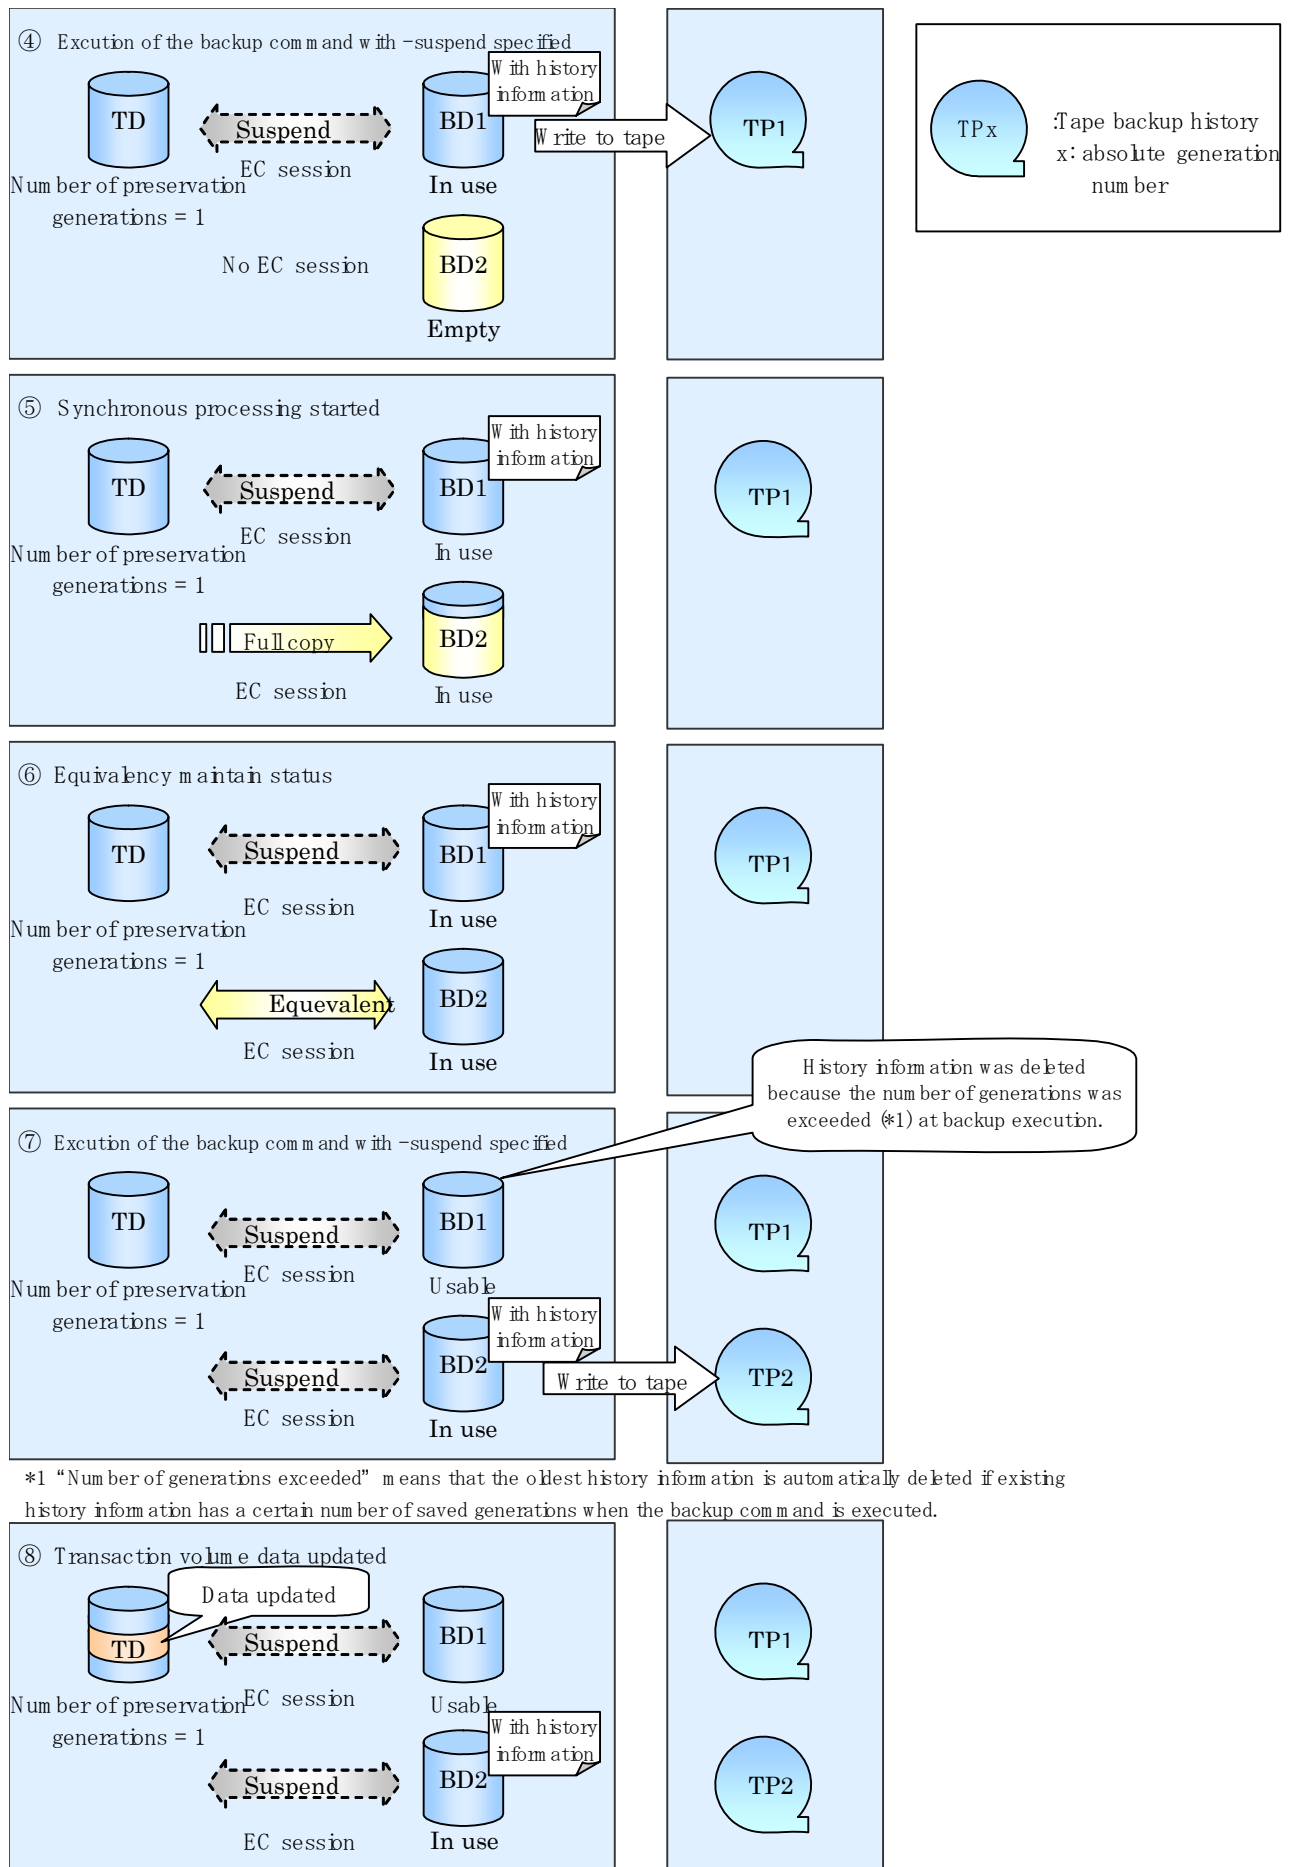 ④ Excution of the backup command with -suspend specified
With history
information
TD
Suspend
BD1
Write to tape
TP1
EC session
In use
Number of preservation
generations = 1
No EC session
BD2
Empty
TPx
:Tape backup history
x: absolute generation
number
⑤ Synchronous processing started
With history
information
TD
Suspend
BD1
TP1
EC session
In use
Number of preservation
generations = 1
Full copy
BD2
EC session
In use
⑥ Equivalency maintain status
With history
information
TD
Suspend
BD1
TP1
EC session
In use
Number of preservation
generations = 1
Equevalent
BD2
EC session
In use
History information was deleted
because the number of generations was
exceeded (*1) at backup execution.
⑦ Excution of the backup command with -suspend specified
TD
Suspend
BD1
TP1
EC session
Usable
Number of preservation
generations = 1
With history
information
Suspend
BD2
Write to tape
TP2
EC session
In use
*1 “Number of generations exceeded” means that the oldest history information is automatically deleted if existing
history information has a certain number of saved generations when the backup command is executed.
⑧ Transaction volume data updated
Data updated
TD
Suspend
BD1
TP1
EC session
Usable
Number of preservation
generations = 1
With history
information
Suspend
BD2
TP2
EC session
In use